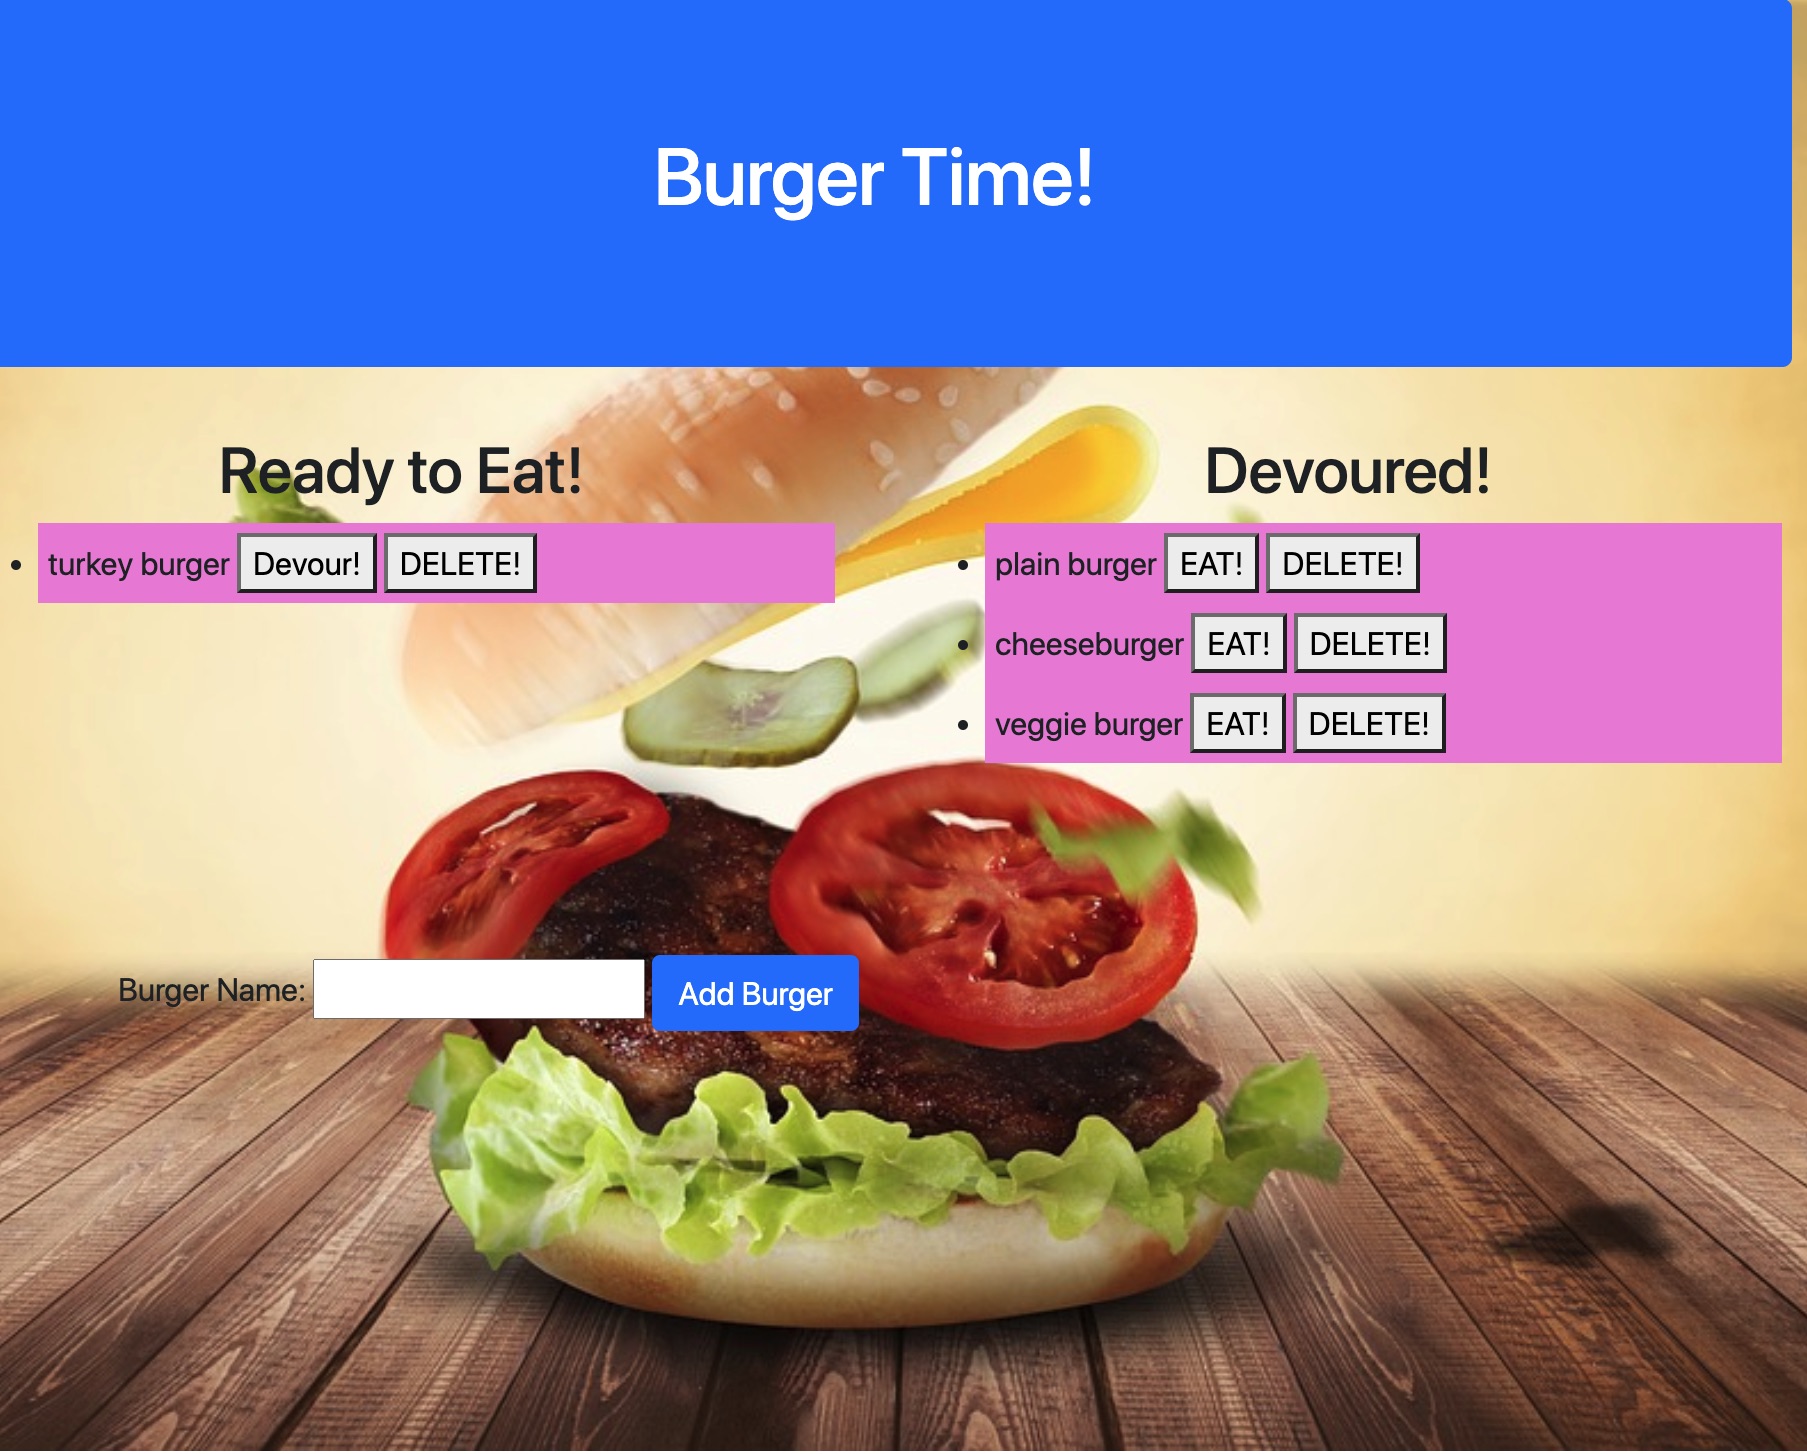 Burger Time!
Ready to Eat!
turkey burger Devour! DELETE!
Devoured!
plain burger EAT! DELETE!
cheeseburger EAT! DELETE!
veggie burger EAT! DELETE!
Burger Name: Add Burger